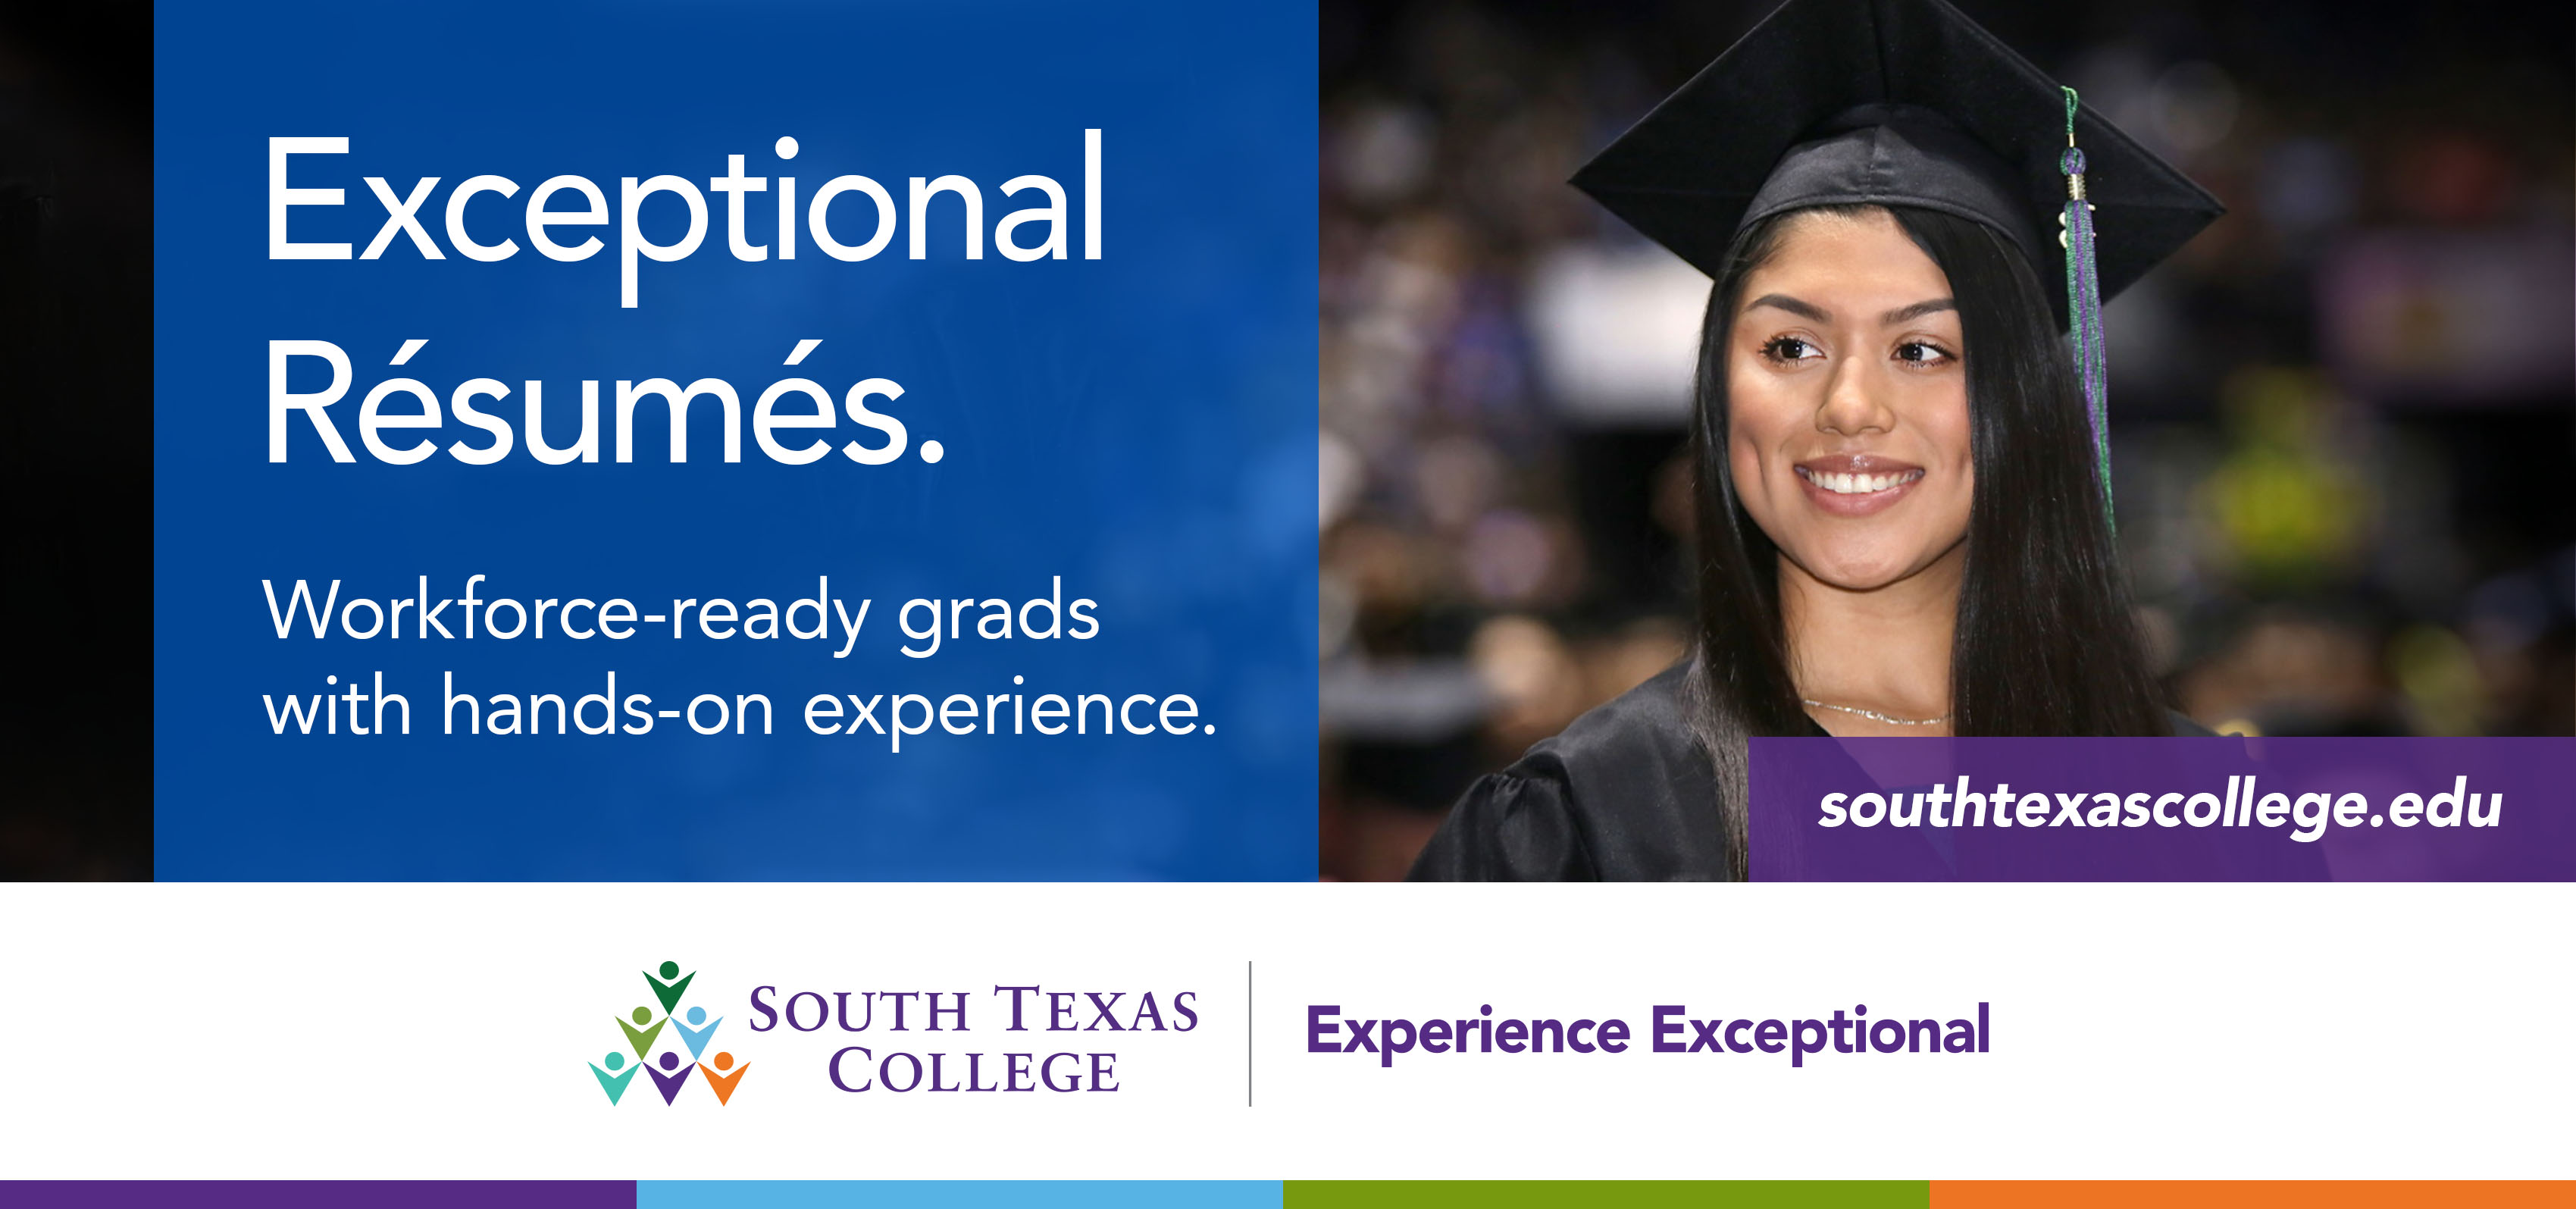 Exceptional
Résumés.
Workforce-ready grads
with hands-on experience.
southtexascollege.edu
SOUTH TEXAS
COLLEGE
Experience Exceptional